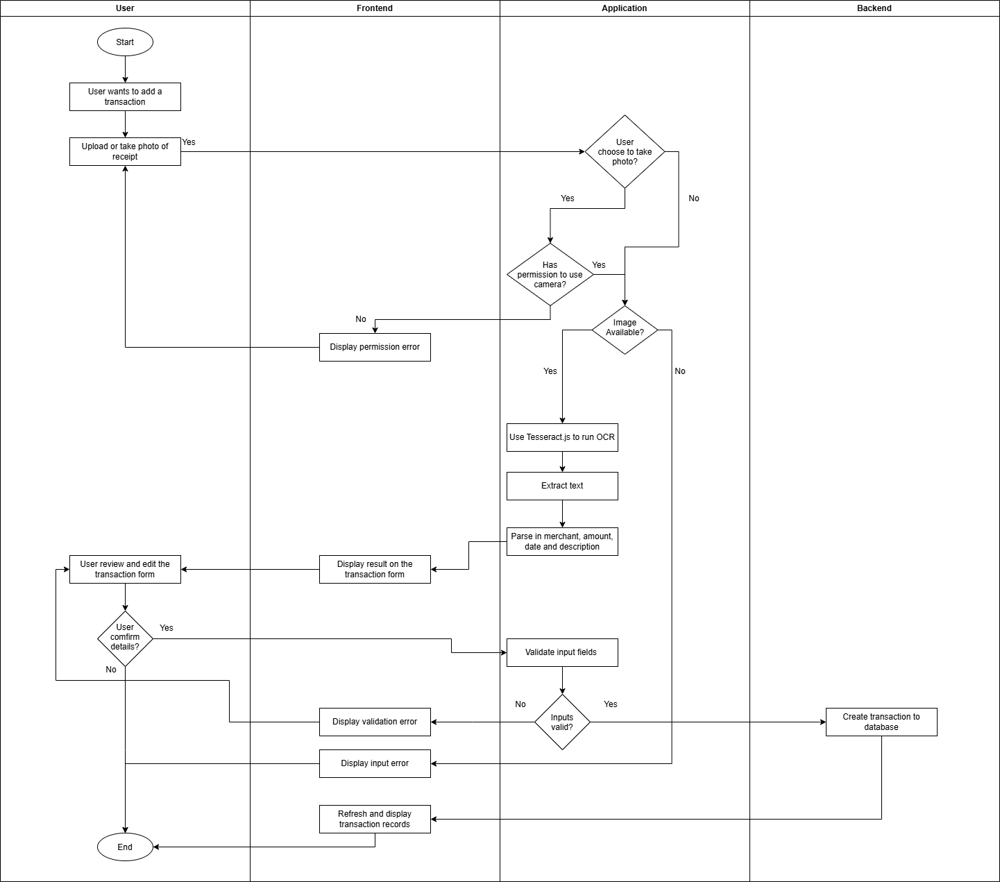 User
Frontend
Application
Backend
Start
User wants to add a
transaction
Upload or take photo of
receipt
Yes
User
choose to take
photo?
Yes
No
Has
permission to use
camera?
Yes
No
Image
Available?
Display permission error
Yes
No
Use Tesseract.js to run OCR
Extract text
Parse in merchant, amount,
date and description
User review and edit the
transaction form
Display result on the
transaction form
User
comfirm
details?
Yes
Validate input fields
No
No
Yes
Display validation error
Inputs
valid?
Create transaction to
database
Display input error
Refresh and display
transaction records
End